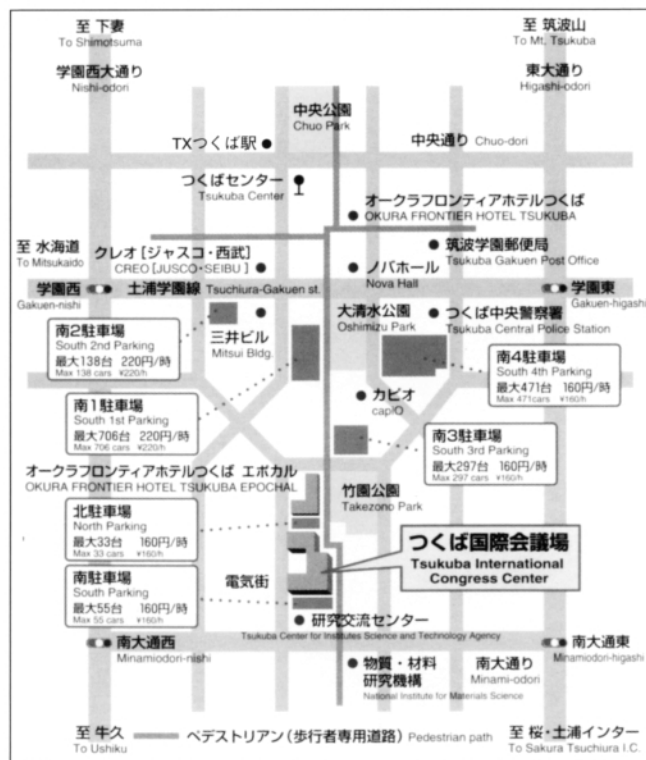 至 下妻
To Shimotsuma
至 筑波山
To Mt. Tsukuba
学園西大通り
Nishi-odori
東大通り
Higashi-odori
中央公園
Chuo Park
TXつくば駅
中央通り Chuo-dori
つくばセンター
Tsukuba Center
オークラフロンティアホテルつくば
OKURA FRONTIER HOTEL TSUKUBA
至 水海道
To Mitsukaido
クレオ［ジャスコ・西武］
CREO [JUSCO・SEIBU]
ノバホール
Nova Hall
筑波学園郵便局
Tsukuba Gakuen Post Office
学園西
Gakuen-nishi
土浦学園線 Tsuchiura-Gakuen st.
学園東
Gakuen-higashi
南2駐車場
South 2nd Parking
最大138台 220円/時
Max 138 cars ¥220/h
三井ビル
Mitsui Bldg.
大清水公園
Oshimizu Park
つくば中央警察署
Tsukuba Central Police Station
南4駐車場
South 4th Parking
最大471台 160円/時
Max 471cars ¥160/h
南1駐車場
South 1st Parking
最大706台 220円/時
Max 706 cars ¥220/h
カピオ
capiO
南3駐車場
South 3rd Parking
最大297台 160円/時
Max 297 cars ¥160/h
オークラフロンティアホテルつくば エポカル
OKURA FRONTIER HOTEL TSUKUBA EPOCHAL
竹園公園
Takezono Park
北駐車場
North Parking
最大33台 160円/時
Max 33 cars ¥160/h
つくば国際会議場
Tsukuba International
Congress Center
電気街
南駐車場
South Parking
最大55台 160円/時
Max 55 cars ¥160/h
研究交流センター
Tsukuba Center for Institutes Science and Technology Agency
南大通西
Minamiodori-nishi
南大通東
Minamiodori-higashi
物質・材料
研究機構
National Institute for Materials Science
南大通り
Minami-odori
至 牛久
To Ushiku
ペデストリアン（歩行者専用道路） Pedestrian path
至 桜・土浦インター
To Sakura Tsuchiura I.C.